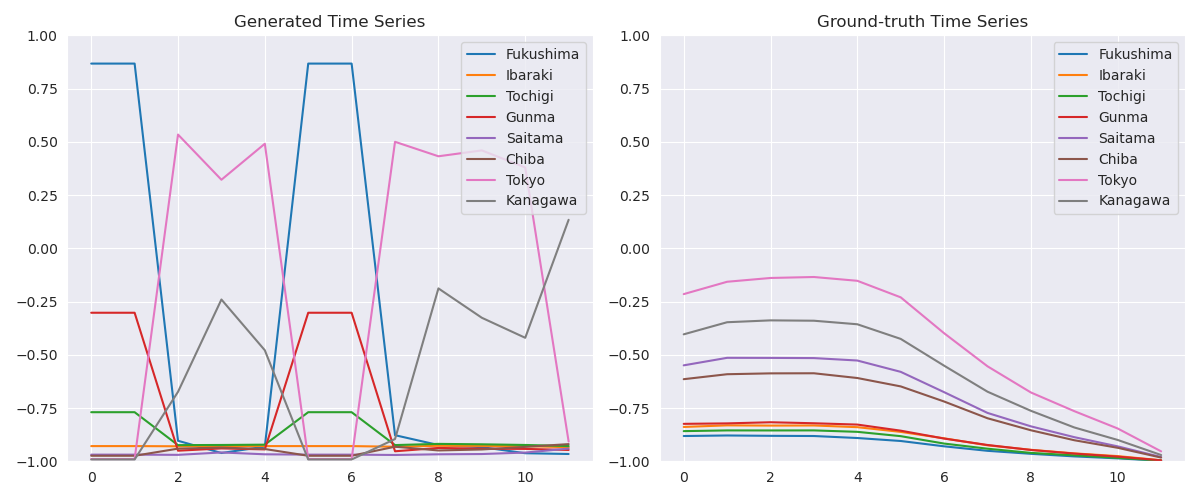 Generated Time Series
1.00
0.75
0.50
0.25
0.00
−0.25
−0.50
−0.75
−1.00
0 2 4 6 8 10
Fukushima
Ibaraki
Tochigi
Gunma
Saitama
Chiba
Tokyo
Kanagawa
Ground-truth Time Series
1.00
0.75
0.50
0.25
0.00
−0.25
−0.50
−0.75
−1.00
0 2 4 6 8 10
Fukushima
Ibaraki
Tochigi
Gunma
Saitama
Chiba
Tokyo
Kanagawa